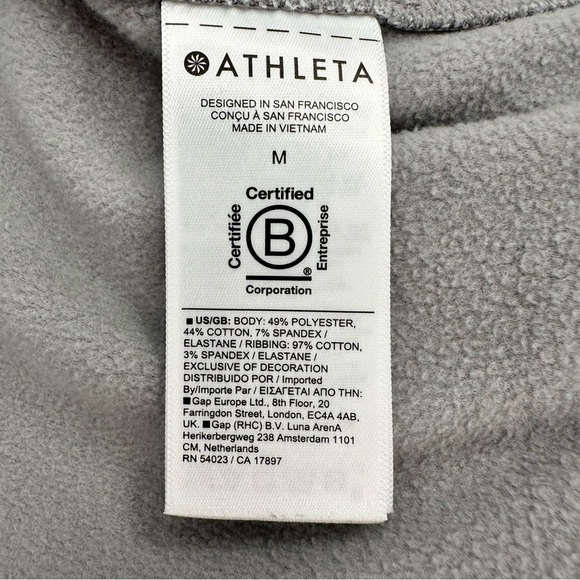 ATHLETA
DESIGNED IN SAN FRANCISCO
CONÇU À SAN FRANCISCO
MADE IN VIETNAM
M
Certified
Certifiée
B
Entreprise
®
Corporation
■ US/GB: BODY: 49% POLYESTER,
44% COTTON, 7% SPANDEX /
ELASTANE / RIBBING: 97% COTTON,
3% SPANDEX / ELASTANE /
EXCLUSIVE OF DECORATION
DISTRIBUIDO POR / Imported
By/Importe Par / ΕΙΣΑΓΕΤΑΙ ΑΠΟ ΤΗΝ:
■ Gap Europe Ltd., 8th Floor, 20
Farringdon Street, London, EC4A 4AB,
UK. ■ Gap (RHC) B.V. Luna ArenA
Herikerbergweg 238 Amsterdam 1101
CM, Netherlands
RN 54023 / CA 17897